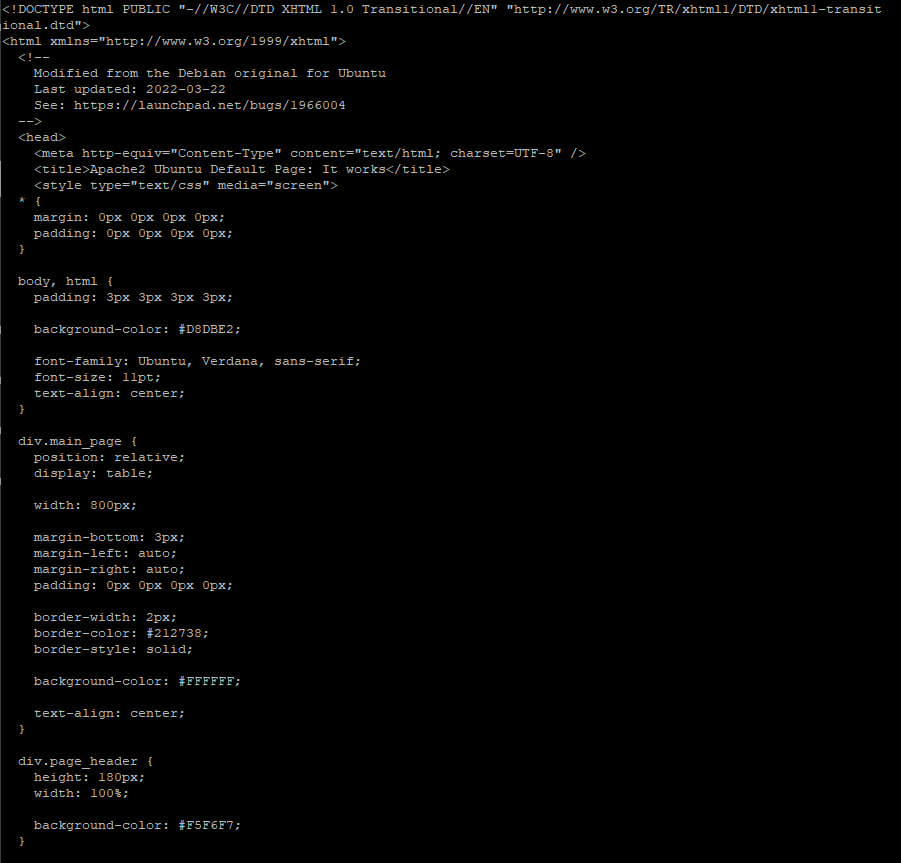 <!DOCTYPE html PUBLIC "-//W3C//DTD XHTML 1.0 Transitional//EN" "http://www.w3.org/TR/xhtml1/DTD/xhtml1-transit
ional.dtd">
<html xmlns="http://www.w3.org/1999/xhtml">
  <!--
    Modified from the Debian original for Ubuntu
    Last updated: 2022-03-22
    See: https://launchpad.net/bugs/1966004
  -->
  <head>
    <meta http-equiv="Content-Type" content="text/html; charset=UTF-8" />
    <title>Apache2 Ubuntu Default Page: It works</title>
    <style type="text/css" media="screen">
  * {
    margin: 0px 0px 0px 0px;
    padding: 0px 0px 0px 0px;
  }

  body, html {
    padding: 3px 3px 3px 3px;

    background-color: #D8DBE2;

    font-family: Ubuntu, Verdana, sans-serif;
    font-size: 11pt;
    text-align: center;
  }

  div.main_page {
    position: relative;
    display: table;

    width: 800px;

    margin-bottom: 3px;
    margin-left: auto;
    margin-right: auto;
    padding: 0px 0px 0px 0px;

    border-width: 2px;
    border-color: #212738;
    border-style: solid;

    background-color: #FFFFFF;

    text-align: center;
  }

  div.page_header {
    height: 180px;
    width: 100%;

    background-color: #F5F6F7;
  }